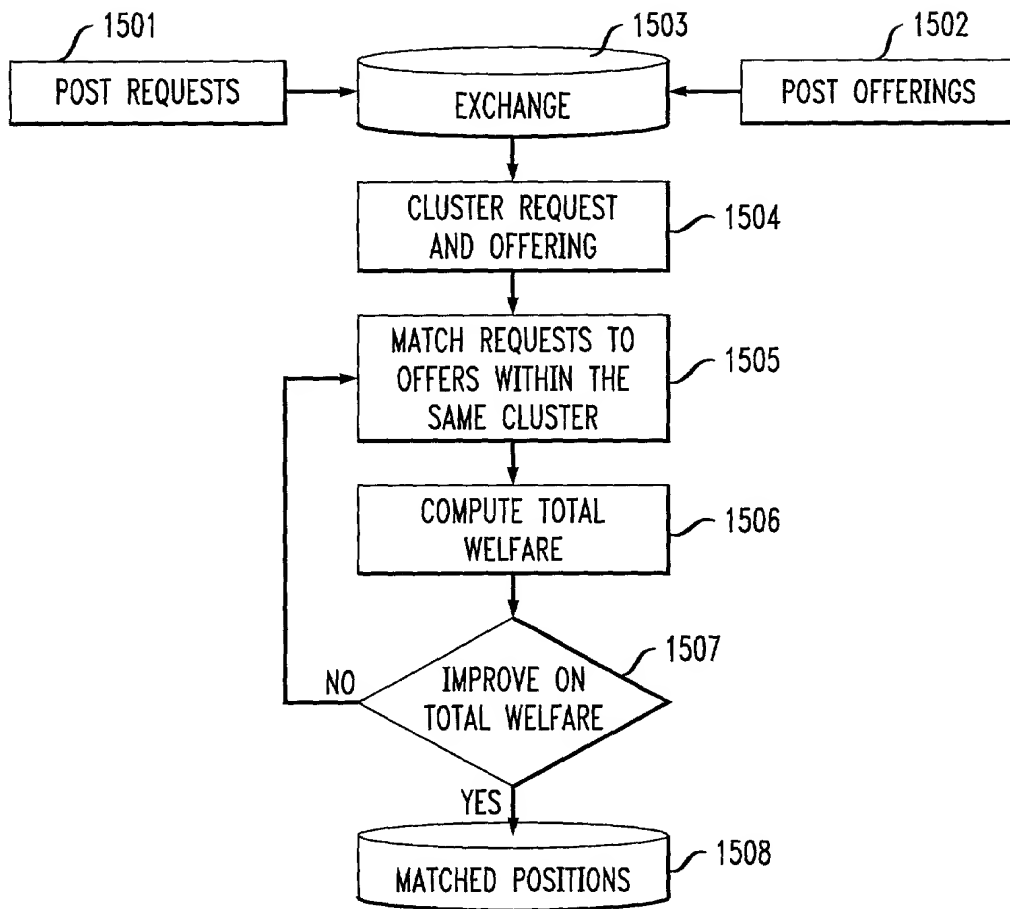 1501
POST REQUESTS
1503
EXCHANGE
1502
POST OFFERINGS
CLUSTER REQUEST
AND OFFERING
1504
MATCH REQUESTS TO
OFFERS WITHIN THE
SAME CLUSTER
1505
COMPUTE TOTAL
WELFARE
1506
IMPROVE ON
TOTAL WELFARE
1507
NO
YES
MATCHED POSITIONS
1508